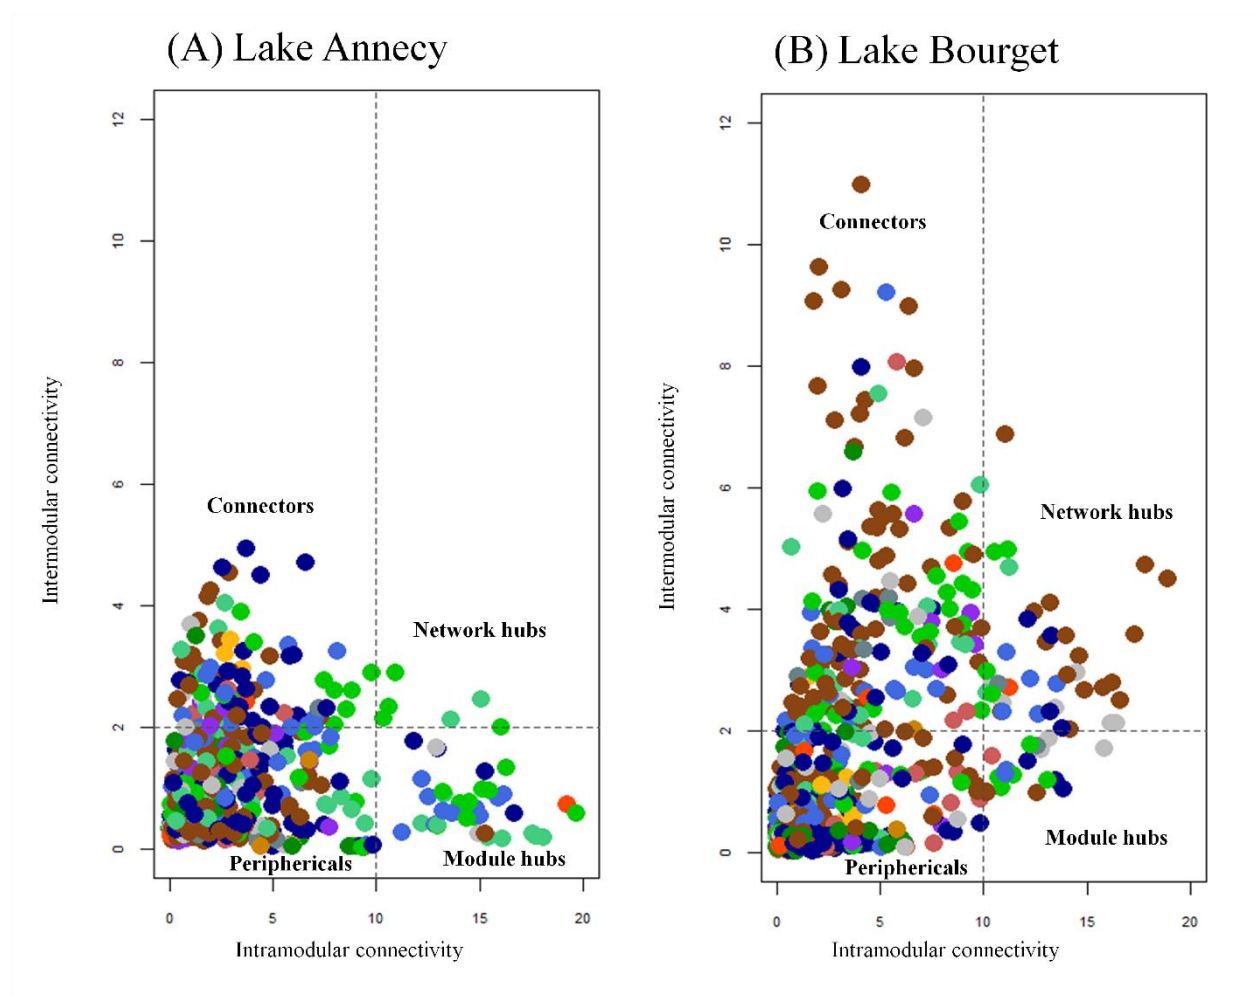 (A) Lake Annecy
12
10
8
6
4
2
0
Intermodular connectivity
Connectors
Network hubs
Periphericals
Module hubs
0 5 10 15 20
Intramodular connectivity
(B) Lake Bourget
12
10
8
6
4
2
0
Intermodular connectivity
Connectors
Network hubs
Module hubs
Periphericals
0 5 10 15 20
Intramodular connectivity